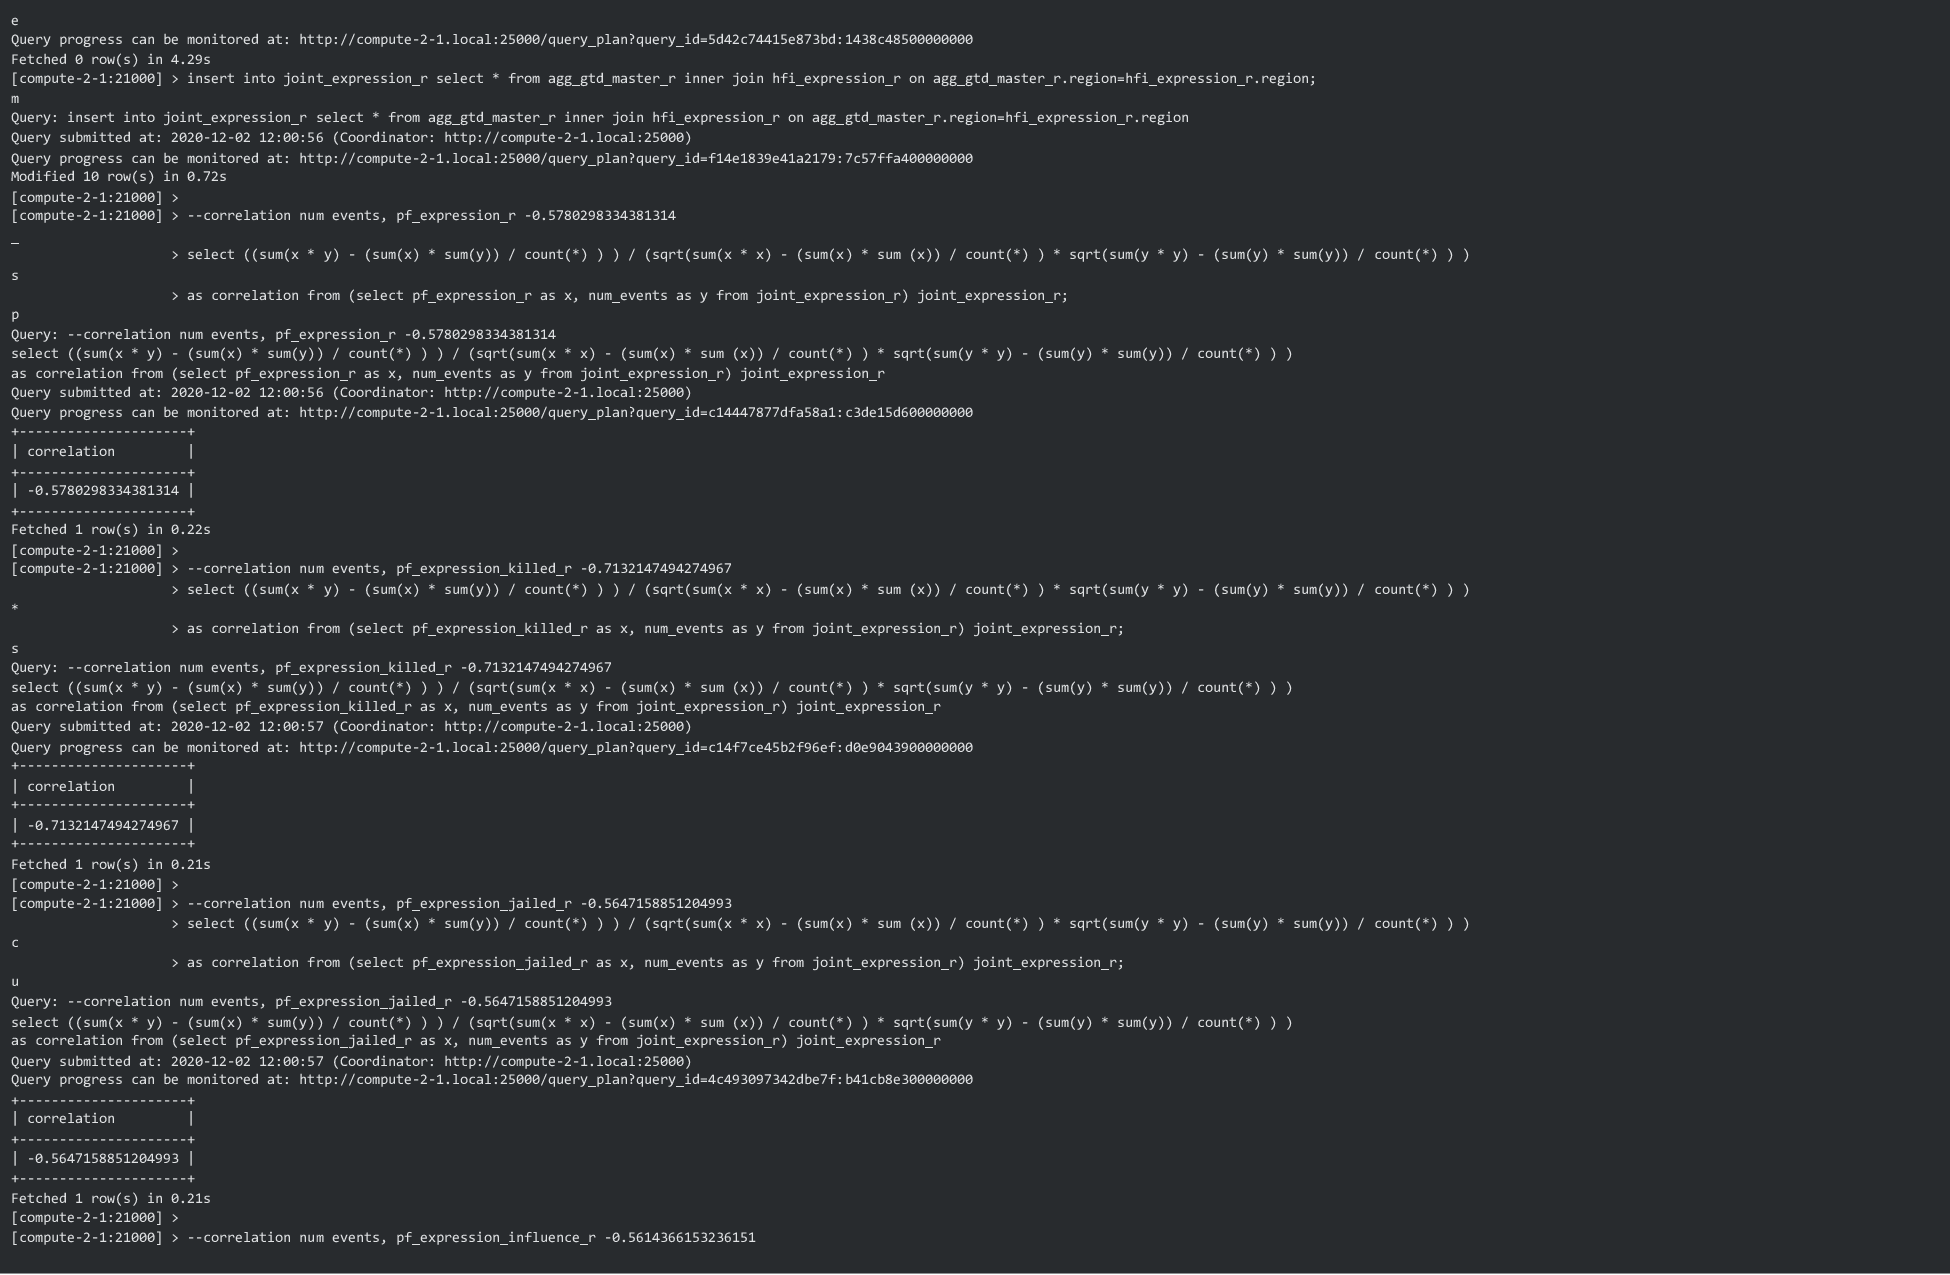 e
Query progress can be monitored at: http://compute-2-1.local:25000/query_plan?query_id=5d42c74415e873bd:1438c48500000000
Fetched 0 row(s) in 4.29s
[compute-2-1:21000] > insert into joint_expression_r select * from agg_gtd_master_r inner join hfi_expression_r on agg_gtd_master_r.region=hfi_expression_r.region;
m
Query: insert into joint_expression_r select * from agg_gtd_master_r inner join hfi_expression_r on agg_gtd_master_r.region=hfi_expression_r.region
Query submitted at: 2020-12-02 12:00:56 (Coordinator: http://compute-2-1.local:25000)
Query progress can be monitored at: http://compute-2-1.local:25000/query_plan?query_id=f14e1839e41a2179:7c57ffa400000000
Modified 10 row(s) in 0.72s
[compute-2-1:21000] >
[compute-2-1:21000] > --correlation num events, pf_expression_r -0.5780298334381314
_
> select ((sum(x * y) - (sum(x) * sum(y)) / count(*) ) ) / (sqrt(sum(x * x) - (sum(x) * sum (x)) / count(*) ) * sqrt(sum(y * y) - (sum(y) * sum(y)) / count(*) ) )
s
> as correlation from (select pf_expression_r as x, num_events as y from joint_expression_r) joint_expression_r;
p
Query: --correlation num events, pf_expression_r -0.5780298334381314
select ((sum(x * y) - (sum(x) * sum(y)) / count(*) ) ) / (sqrt(sum(x * x) - (sum(x) * sum (x)) / count(*) ) * sqrt(sum(y * y) - (sum(y) * sum(y)) / count(*) ) )
as correlation from (select pf_expression_r as x, num_events as y from joint_expression_r) joint_expression_r
Query submitted at: 2020-12-02 12:00:56 (Coordinator: http://compute-2-1.local:25000)
Query progress can be monitored at: http://compute-2-1.local:25000/query_plan?query_id=c14447877dfa58a1:c3de15d600000000
+---------------------+
| correlation         |
+---------------------+
| -0.5780298334381314 |
+---------------------+
Fetched 1 row(s) in 0.22s
[compute-2-1:21000] >
[compute-2-1:21000] > --correlation num events, pf_expression_killed_r -0.7132147494274967
> select ((sum(x * y) - (sum(x) * sum(y)) / count(*) ) ) / (sqrt(sum(x * x) - (sum(x) * sum (x)) / count(*) ) * sqrt(sum(y * y) - (sum(y) * sum(y)) / count(*) ) )
*
> as correlation from (select pf_expression_killed_r as x, num_events as y from joint_expression_r) joint_expression_r;
s
Query: --correlation num events, pf_expression_killed_r -0.7132147494274967
select ((sum(x * y) - (sum(x) * sum(y)) / count(*) ) ) / (sqrt(sum(x * x) - (sum(x) * sum (x)) / count(*) ) * sqrt(sum(y * y) - (sum(y) * sum(y)) / count(*) ) )
as correlation from (select pf_expression_killed_r as x, num_events as y from joint_expression_r) joint_expression_r
Query submitted at: 2020-12-02 12:00:57 (Coordinator: http://compute-2-1.local:25000)
Query progress can be monitored at: http://compute-2-1.local:25000/query_plan?query_id=c14f7ce45b2f96ef:d0e9043900000000
+---------------------+
| correlation         |
+---------------------+
| -0.7132147494274967 |
+---------------------+
Fetched 1 row(s) in 0.21s
[compute-2-1:21000] >
[compute-2-1:21000] > --correlation num events, pf_expression_jailed_r -0.5647158851204993
> select ((sum(x * y) - (sum(x) * sum(y)) / count(*) ) ) / (sqrt(sum(x * x) - (sum(x) * sum (x)) / count(*) ) * sqrt(sum(y * y) - (sum(y) * sum(y)) / count(*) ) )
c
> as correlation from (select pf_expression_jailed_r as x, num_events as y from joint_expression_r) joint_expression_r;
u
Query: --correlation num events, pf_expression_jailed_r -0.5647158851204993
select ((sum(x * y) - (sum(x) * sum(y)) / count(*) ) ) / (sqrt(sum(x * x) - (sum(x) * sum (x)) / count(*) ) * sqrt(sum(y * y) - (sum(y) * sum(y)) / count(*) ) )
as correlation from (select pf_expression_jailed_r as x, num_events as y from joint_expression_r) joint_expression_r
Query submitted at: 2020-12-02 12:00:57 (Coordinator: http://compute-2-1.local:25000)
Query progress can be monitored at: http://compute-2-1.local:25000/query_plan?query_id=4c493097342dbe7f:b41cb8e300000000
+---------------------+
| correlation         |
+---------------------+
| -0.5647158851204993 |
+---------------------+
Fetched 1 row(s) in 0.21s
[compute-2-1:21000] >
[compute-2-1:21000] > --correlation num events, pf_expression_influence_r -0.5614366153236151